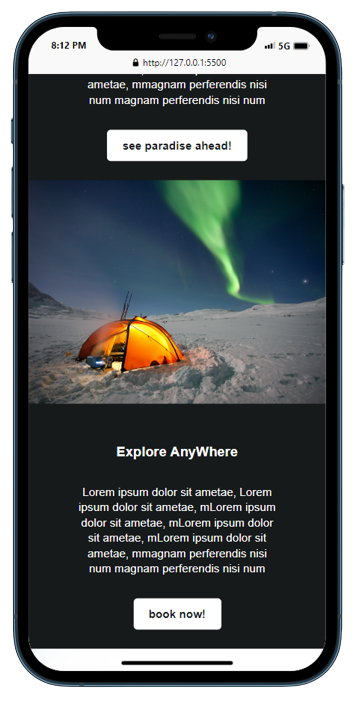 8:12 PM
5G
http://127.0.0.1:5500
ametae, mmagnam perferendis nisi
num magnam perferendis nisi num
see paradise ahead!
Explore AnyWhere
Lorem ipsum dolor sit ametae, Lorem
ipsum dolor sit ametae, mLorem ipsum
dolor sit ametae, mLorem ipsum dolor
sit ametae, mLorem ipsum dolor sit
ametae, mmagnam perferendis nisi
num magnam perferendis nisi num
book now!